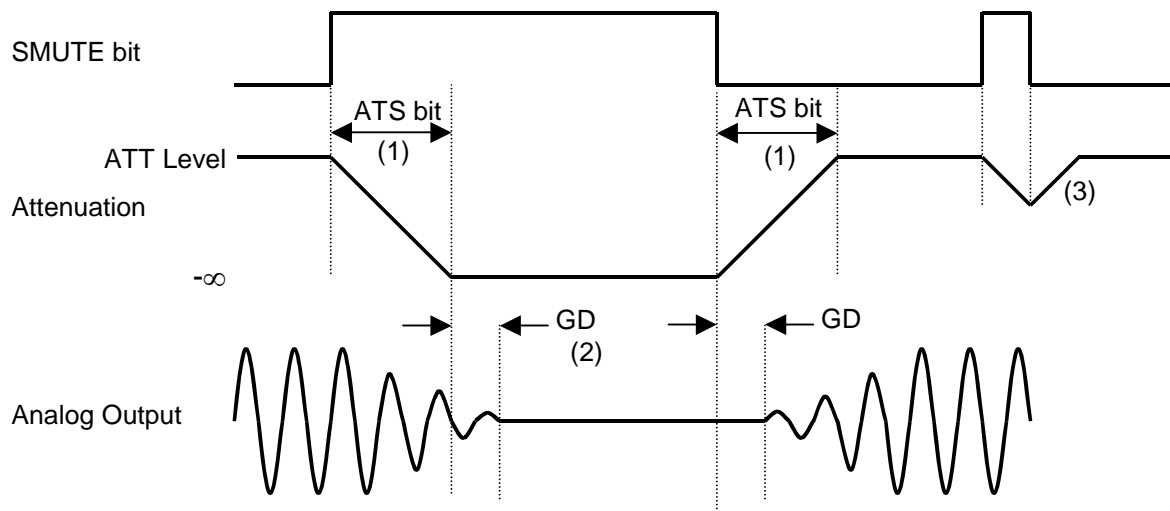 SMUTE bit
ATS bit
(1)
ATS bit
(1)
ATT Level
(3)
Attenuation
-∞
GD
(2)
GD
Analog Output